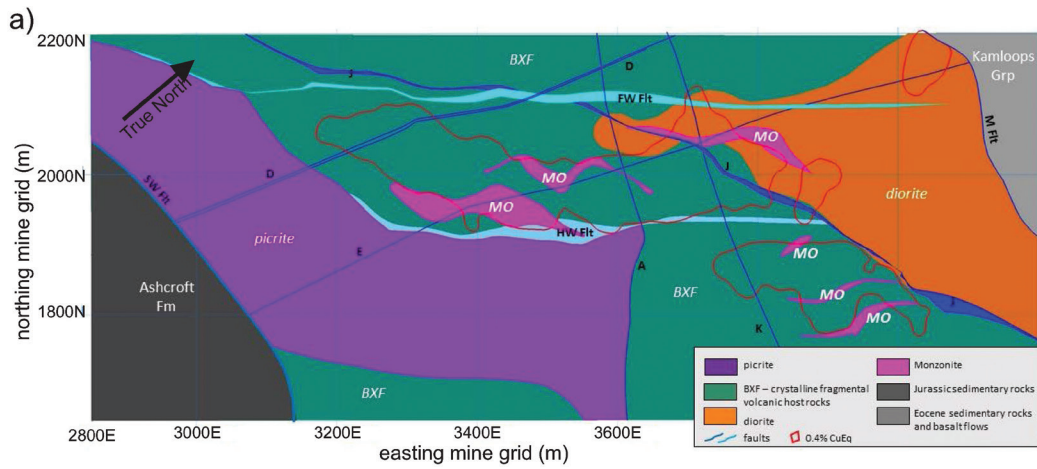 a)
2200N
BXF
Kamloops
Grp
J
D
True North
FW Flt
K
M Flt
MO
2000N
SW Flt
D
MO
J
MO
diorite
picrite
E
HW Flt
MO
A
Ashcroft
Fm
BXF
MO
1800N
K
MO
J
BXF
2800E
3000E
3200E
3400E
3600E
northing mine grid (m)
easting mine grid (m)
picrite
Monzonite
BXF – crystalline fragmental
volcanic host rocks
Jurassic sedimentary rocks
diorite
Eocene sedimentary rocks
and basalt flows
faults
0.4% CuEq